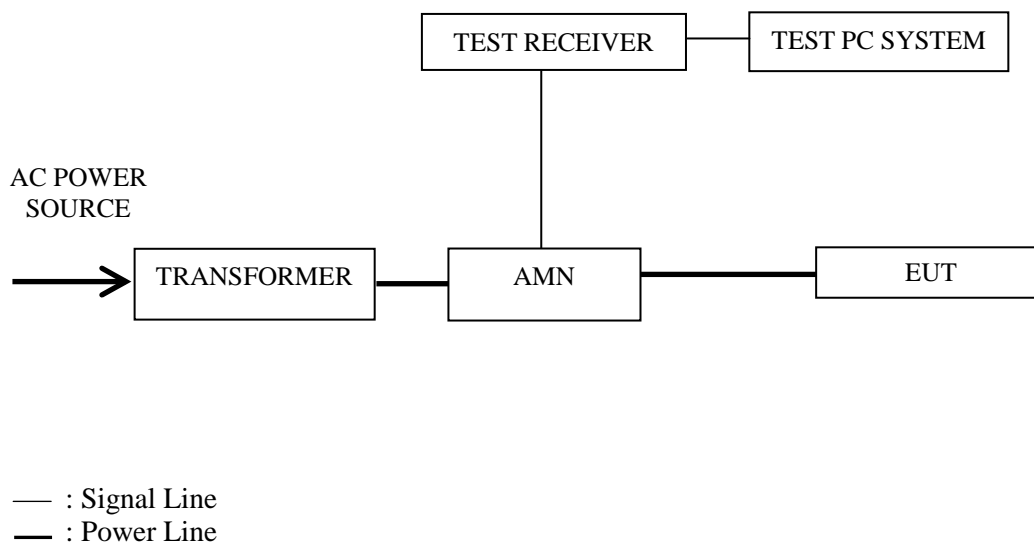 TEST RECEIVER
TEST PC SYSTEM
AC POWER
SOURCE
TRANSFORMER
AMN
EUT
: Signal Line
: Power Line